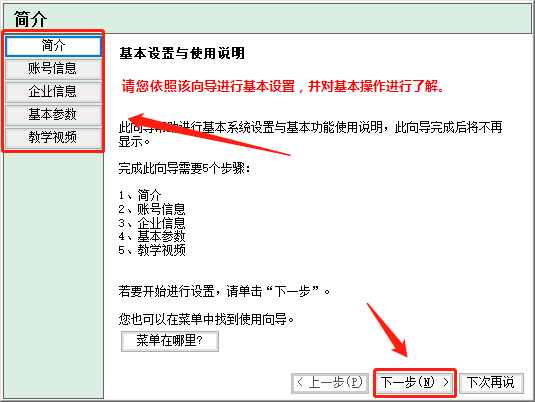 简介
简介
账号信息
企业信息
基本参数
教学视频
基本设置与使用说明
请您依照该向导进行基本设置，并对基本操作进行了解。
此向导帮助进行基本系统设置与基本功能使用说明，此向导完成后将不再
显示。
完成此向导需要5个步骤:
1、简介
2、账号信息
3、企业信息
4、基本参数
5、教学视频
若要开始进行设置，请单击“下一步”。
您也可以在菜单中找到使用向导。
菜单在哪里?
< 上一步(P) 下一步(N) > 下次再说